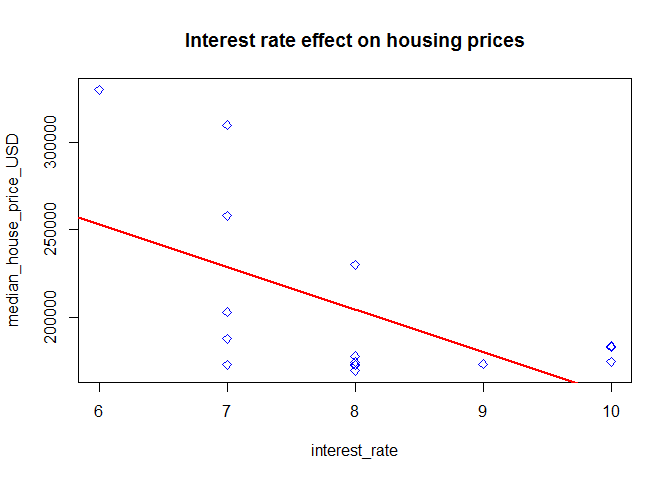 Interest rate effect on housing prices
median_house_price_USD
300000
250000
200000
6 7 8 9 10
interest_rate